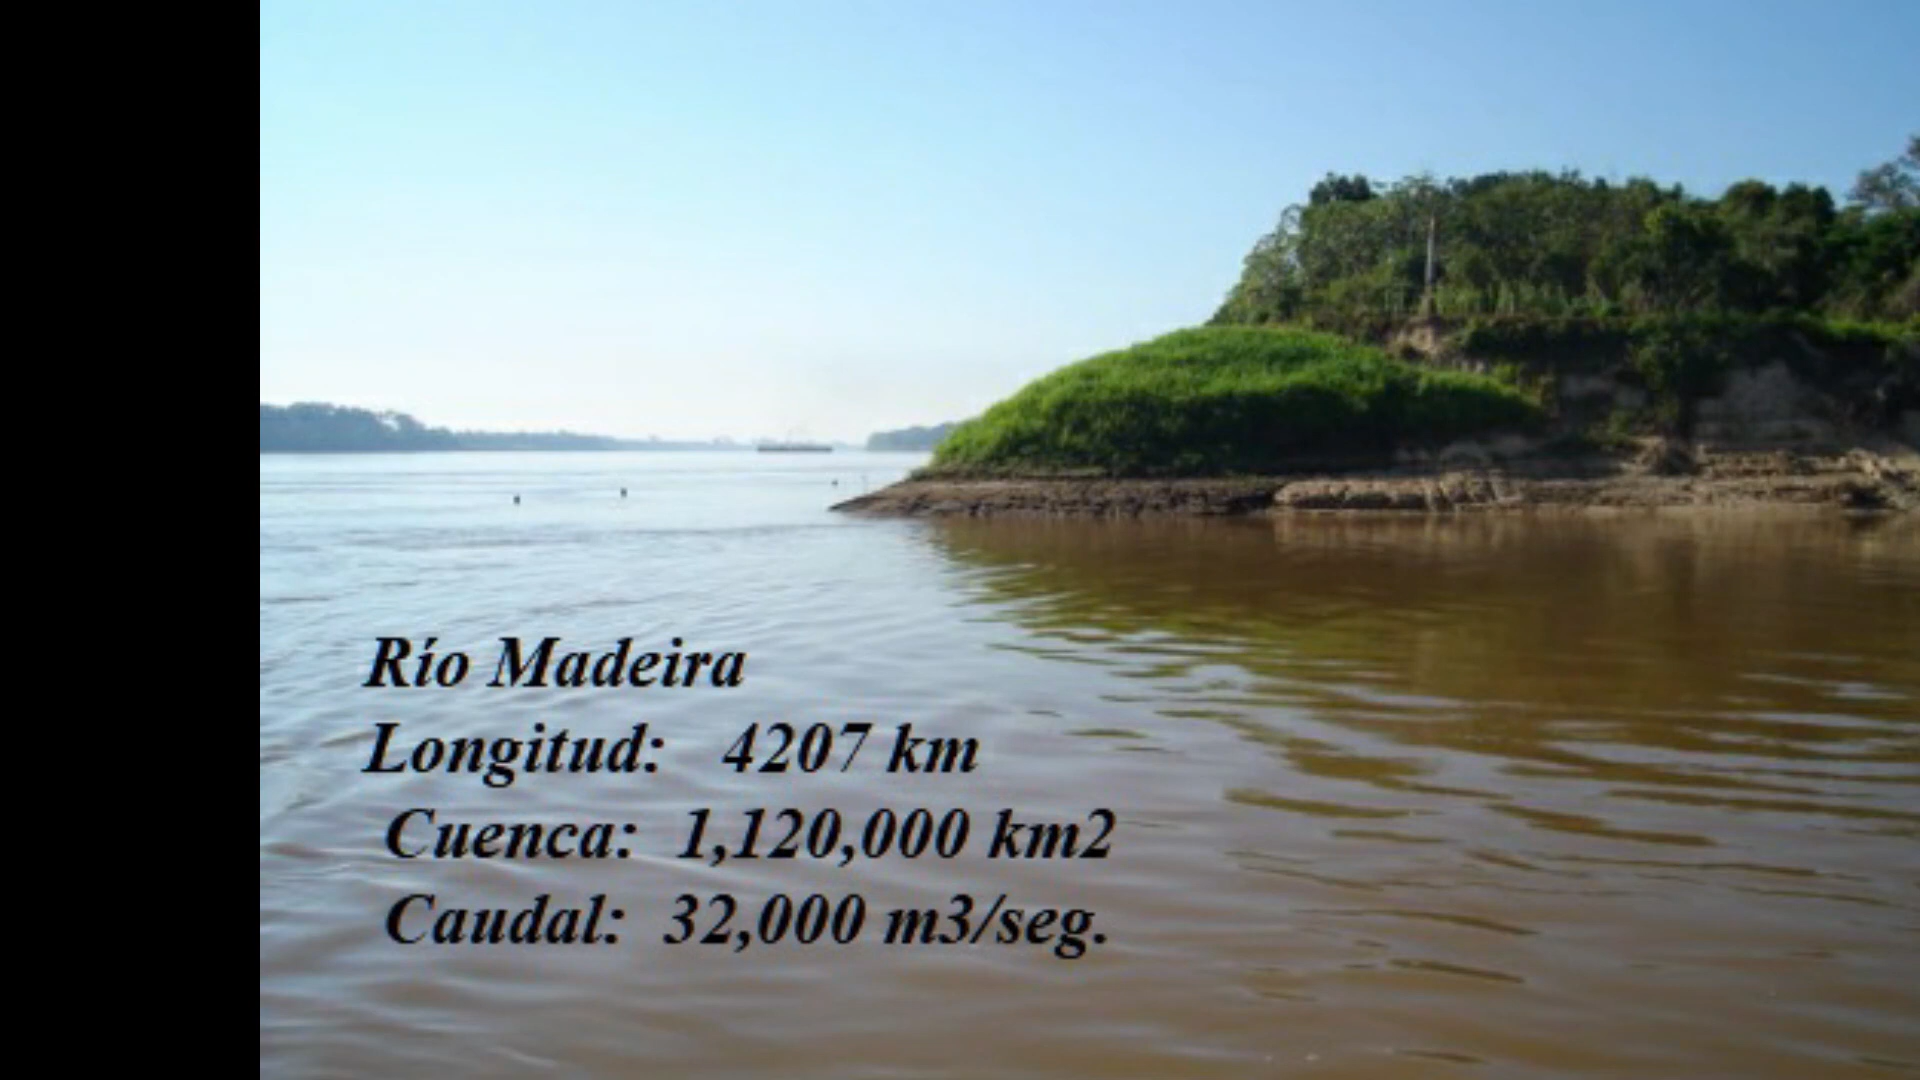 Río Madeira
Longitud: 4207 km
Cuenca: 1,120,000 km2
Caudal: 32,000 m3/seg.